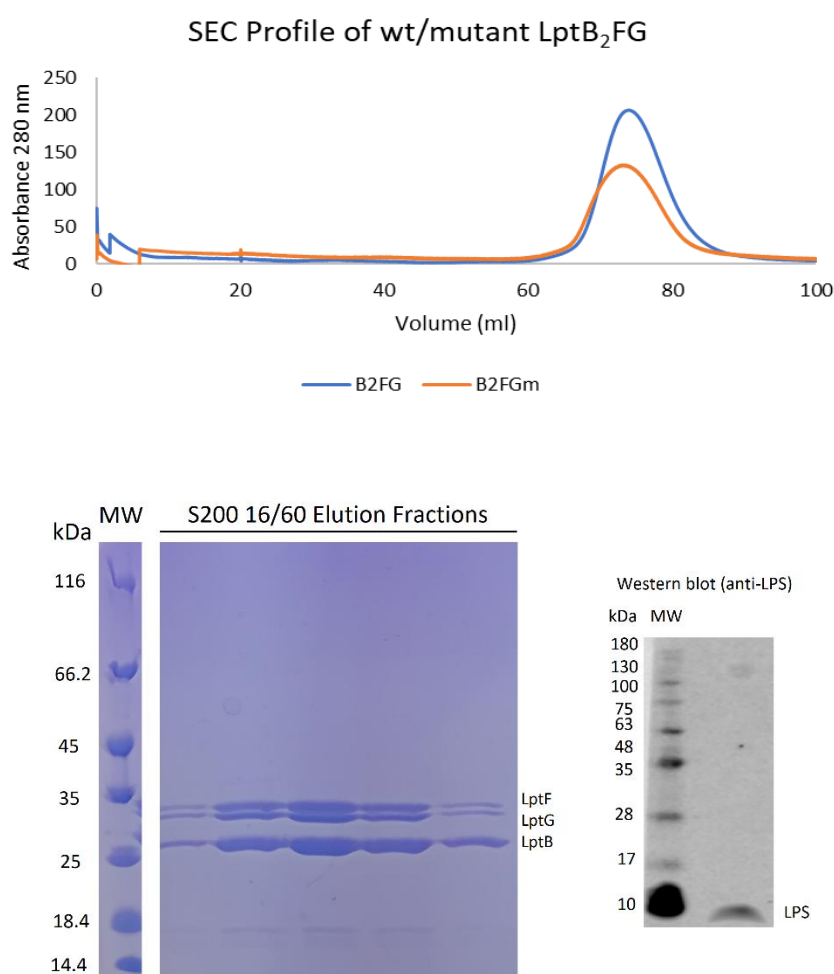 SEC Profile of wt/mutant LptB₂FG
250
200
150
100
50
0
Absorbance 280 nm
0 20 40 60 80 100
Volume (ml)
B2FG B2FGm
kDa MW S200 16/60 Elution Fractions
116
66.2
45
35
25
18.4
14.4
LptF
LptG
LptB
Western blot (anti-LPS)
kDa MW
180
130
100
75
63
48
35
28
17
10
LPS